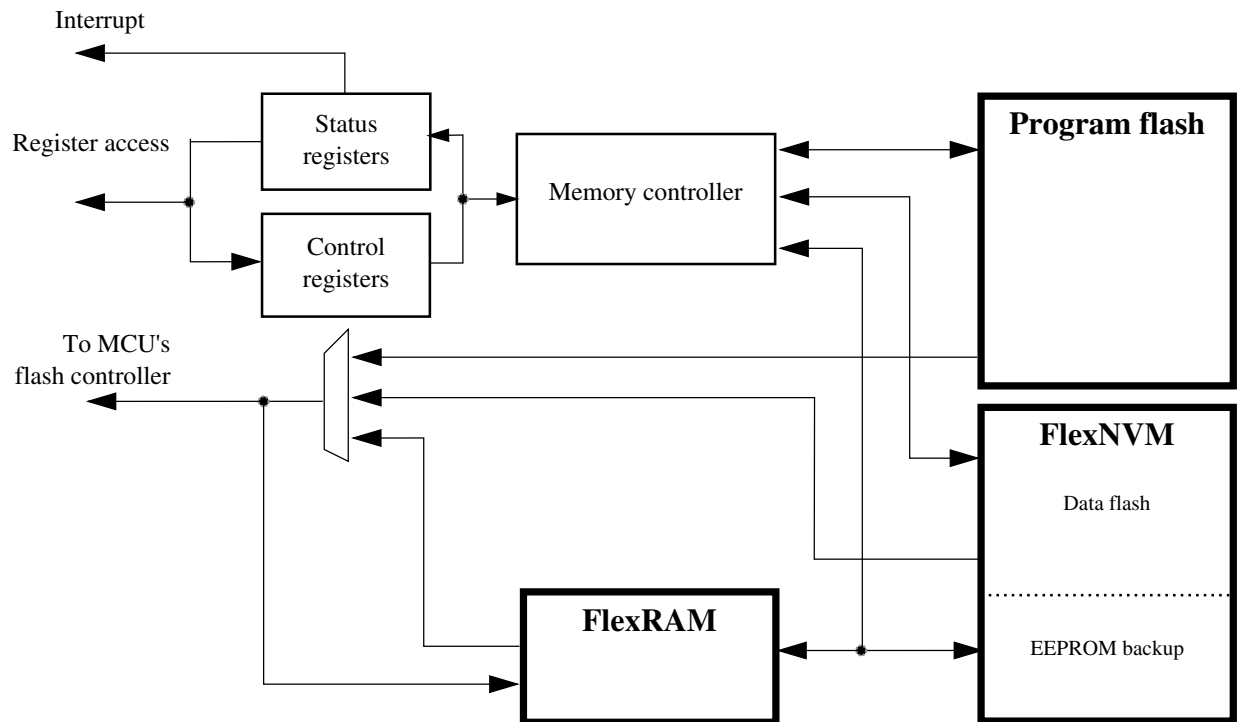 Interrupt
Register access
Status
registers
Control
registers
Memory controller
Program flash
To MCU's
flash controller
FlexNVM
Data flash
EEPROM backup
FlexRAM